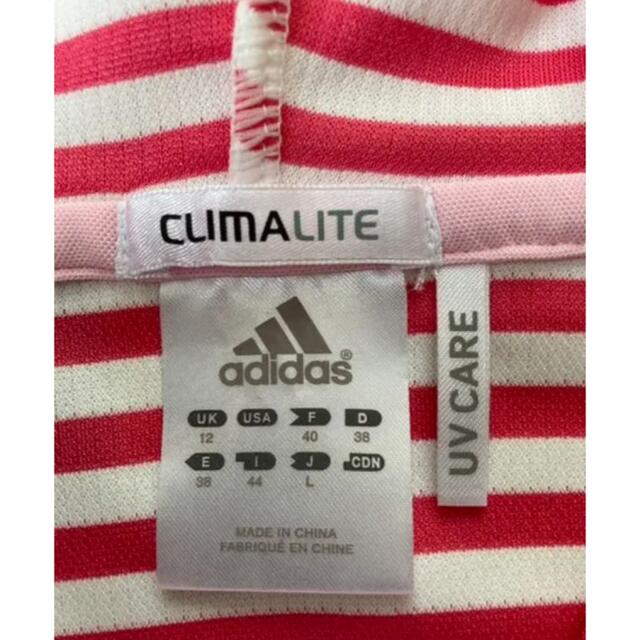 CLIMALITE
adidas®
UK USA F D
12 40 38
E I J CDN
38 44 L
MADE IN CHINA
FABRIQUÉ EN CHINE
UV CARE